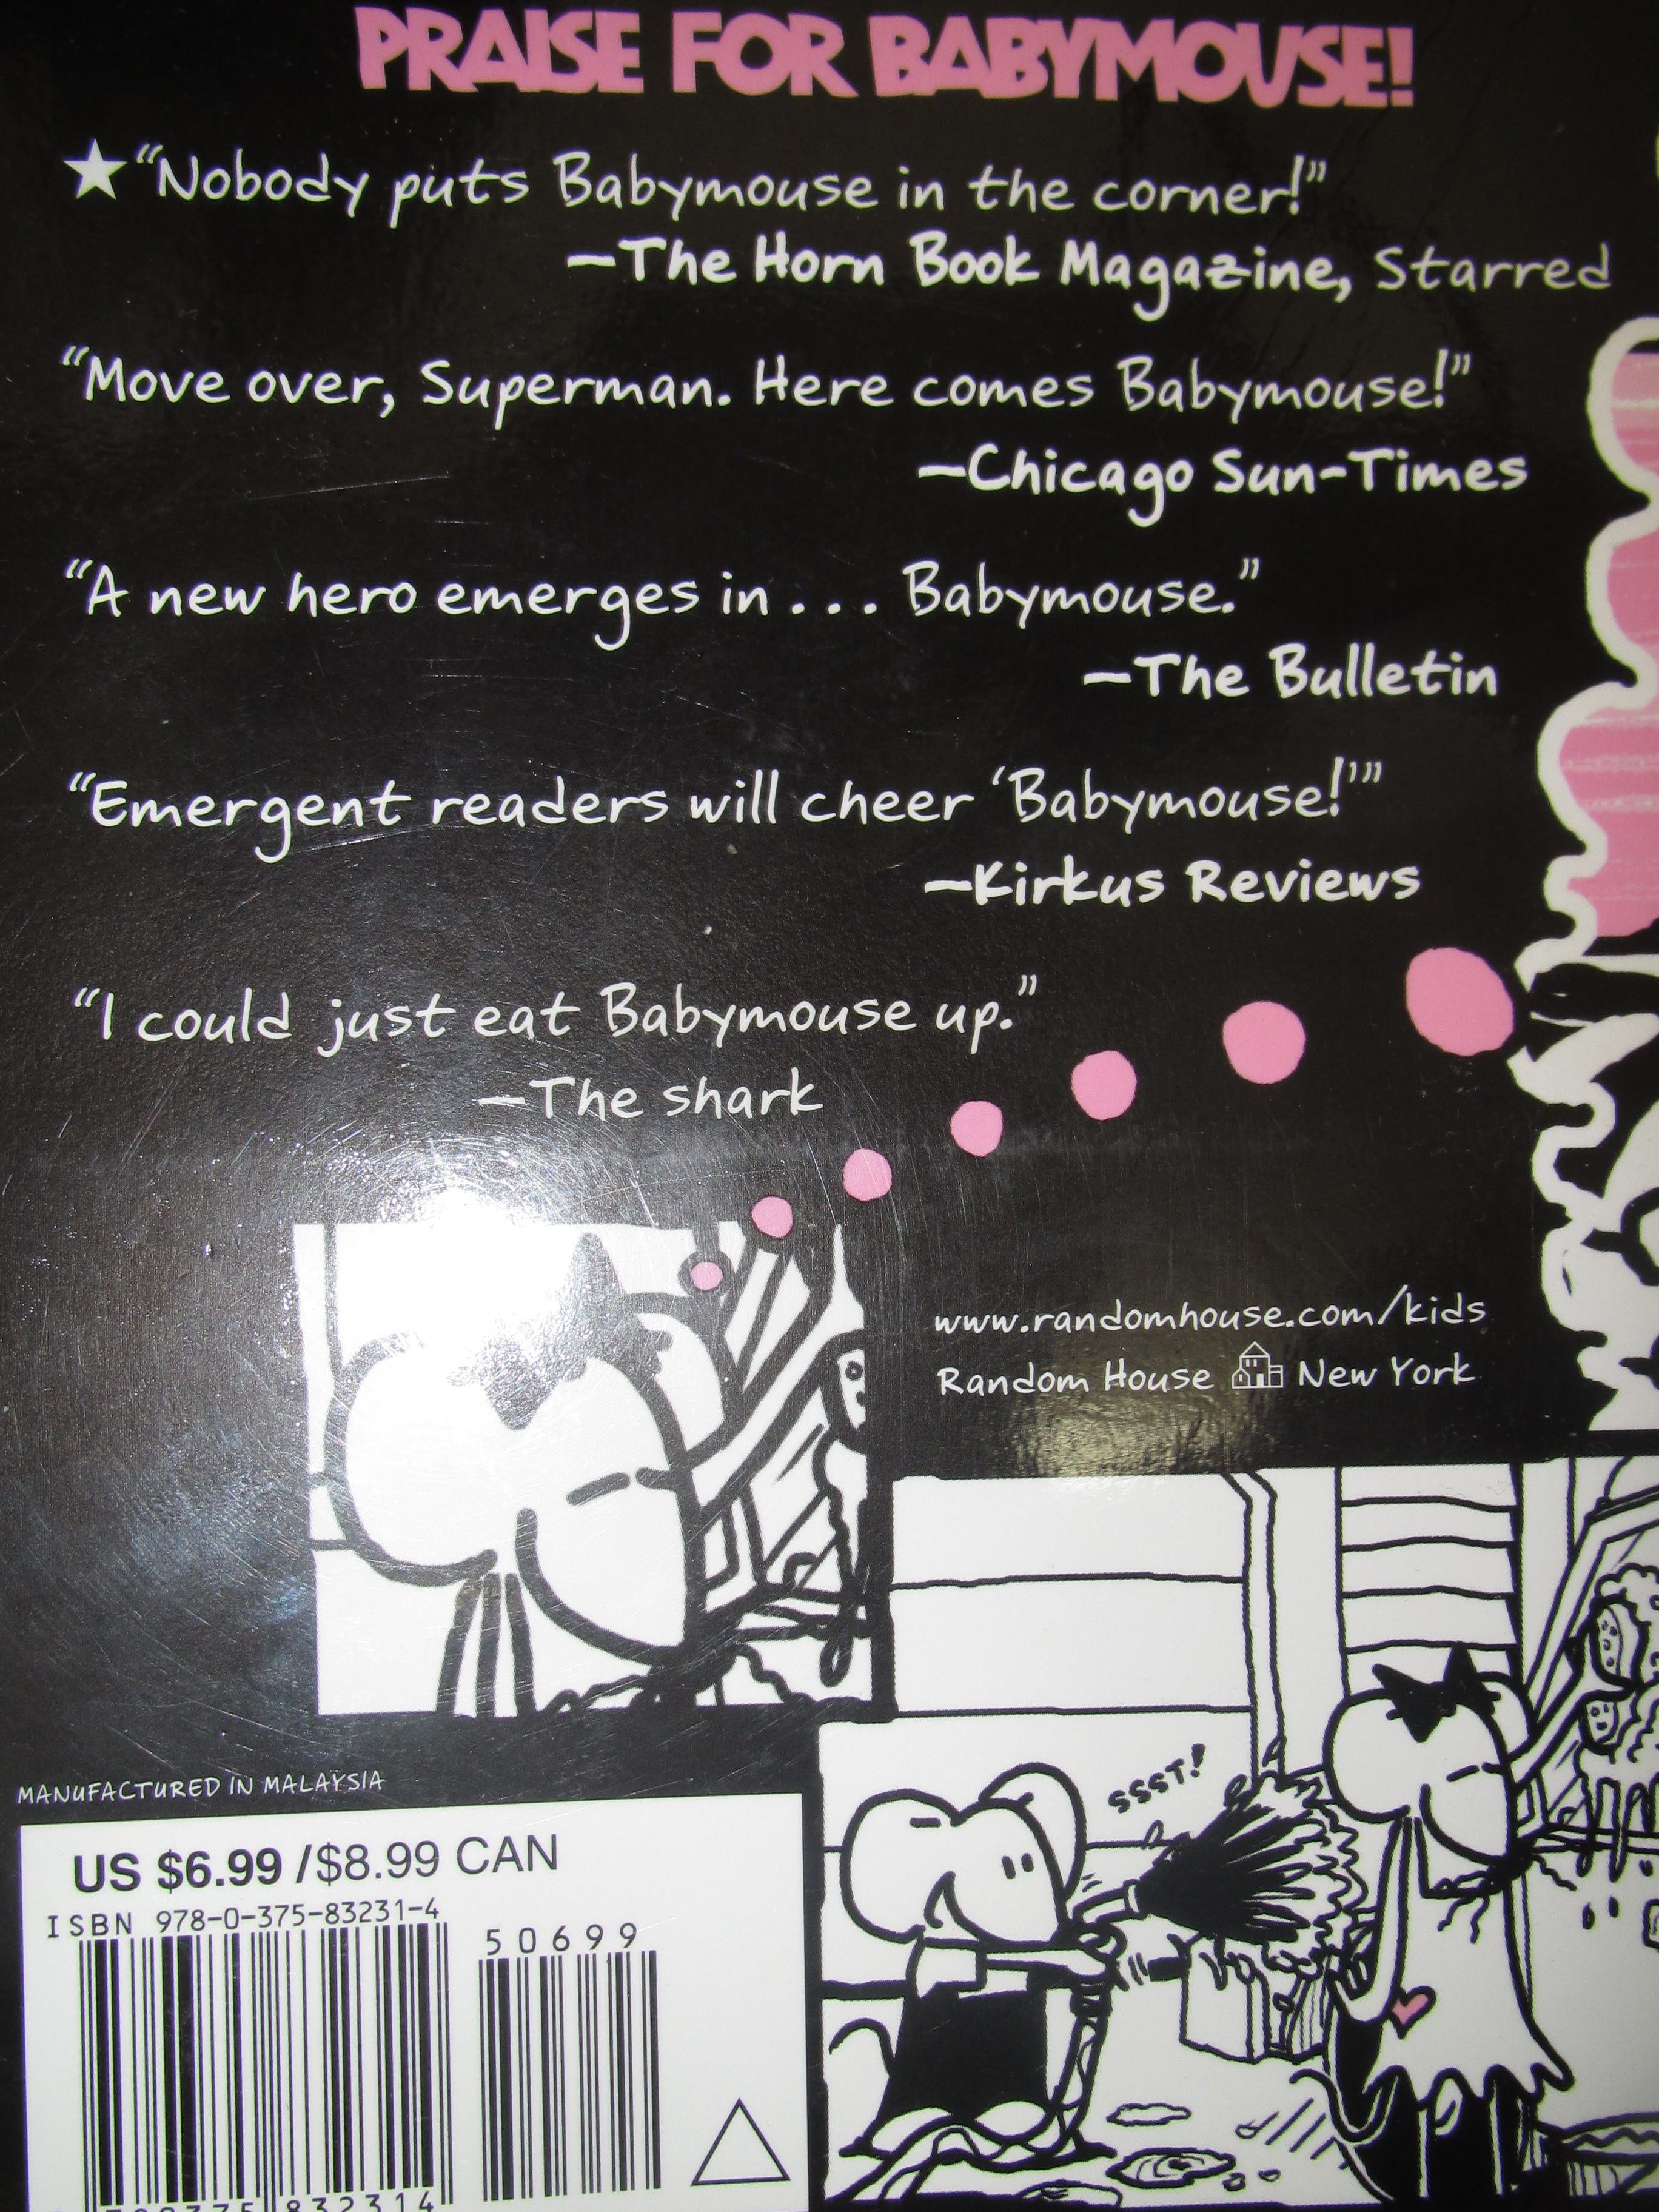 PRAISE FOR BABYMOUSE!
★“Nobody puts Babymouse in the corner!”
—The Horn Book Magazine, Starred
“Move over, Superman. Here comes Babymouse!”
—Chicago Sun-Times
“A new hero emerges in . . . Babymouse.”
—The Bulletin
“Emergent readers will cheer ‘Babymouse!’”
—Kirkus Reviews
“I could just eat Babymouse up.”
—The shark
www.randomhouse.com/kids
Random House New York
SSST!
MANUFACTURED IN MALAYSIA
US $6.99 /$8.99 CAN
ISBN 978-0-375-83231-4
50699